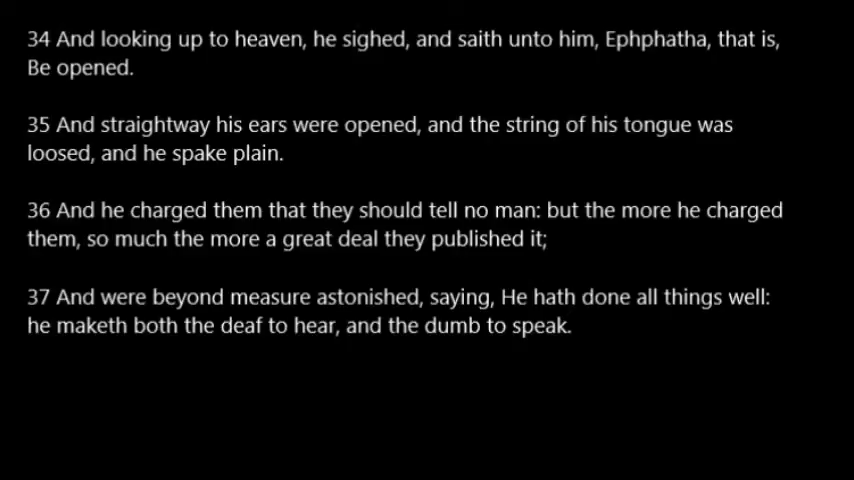 34 And looking up to heaven, he sighed, and saith unto him, Ephphatha, that is,
Be opened.
35 And straightway his ears were opened, and the string of his tongue was
loosed, and he spake plain.
36 And he charged them that they should tell no man: but the more he charged
them, so much the more a great deal they published it;
37 And were beyond measure astonished, saying, He hath done all things well:
he maketh both the deaf to hear, and the dumb to speak.